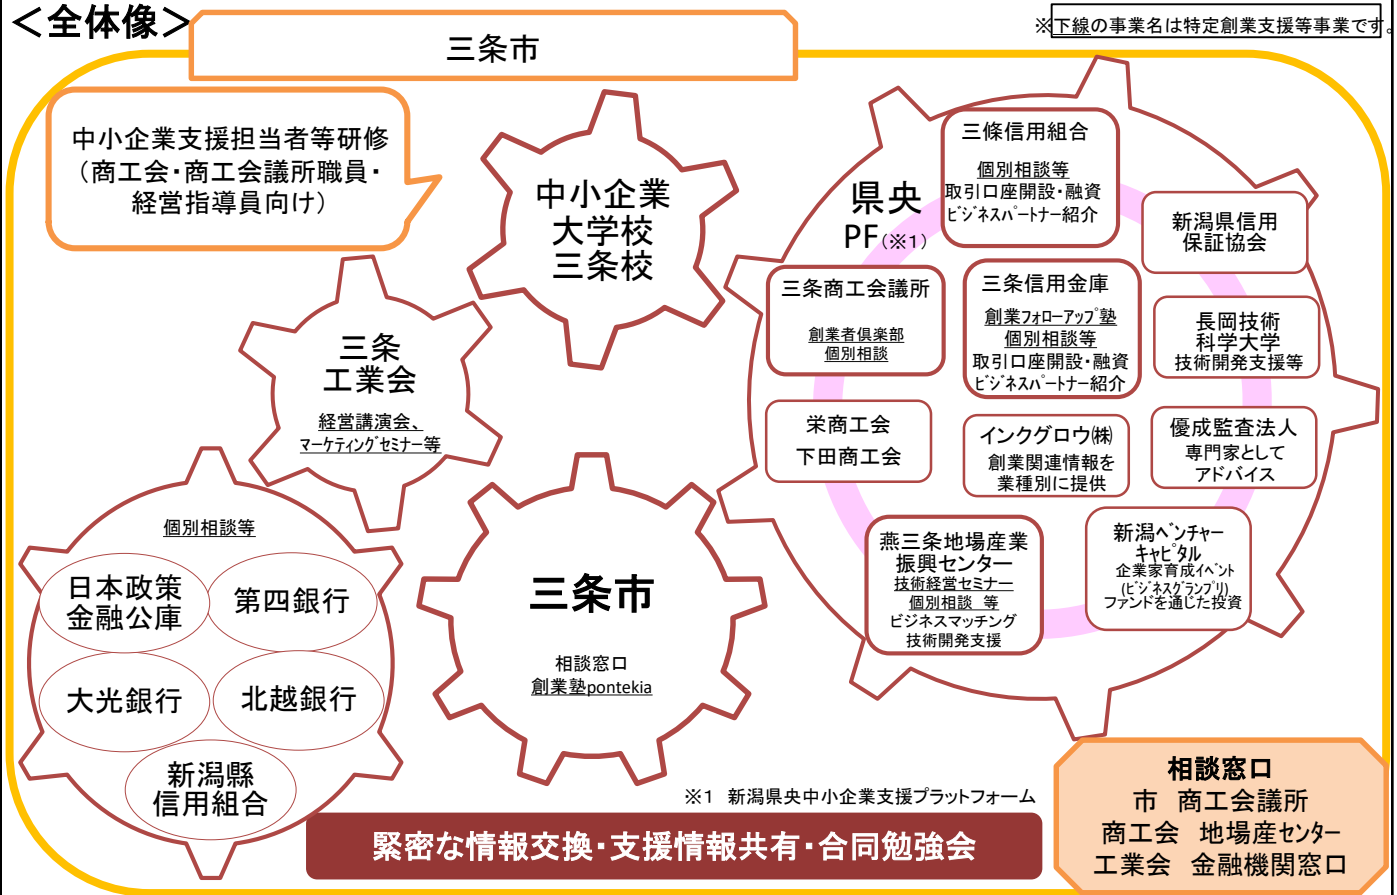 ＜全体像＞
三条市
※下線の事業名は特定創業支援等事業です。
中小企業支援担当者等研修
（商工会・商工会議所職員・
経営指導員向け）
中小企業
大学校
三条校
三条
工業会
経営講演会、
マーケティングセミナー等
個別相談等
日本政策
金融公庫
第四銀行
大光銀行
北越銀行
新潟縣
信用組合
三条市
相談窓口
創業塾pontekia
県央
PF(※1)
三條信用組合
個別相談等
取引口座開設・融資
ビジネスパートナー紹介
新潟県信用
保証協会
三条商工会議所
創業者倶楽部
個別相談
三条信用金庫
創業フォローアップ塾
個別相談等
取引口座開設・融資
ビジネスパートナー紹介
長岡技術
科学大学
技術開発支援等
栄商工会
下田商工会
インクグロウ㈱
創業関連情報を
業種別に提供
優成監査法人
専門家として
アドバイス
燕三条地場産業
振興センター
技術経営セミナー
個別相談 等
ビジネスマッチング
技術開発支援
新潟ベンチャー
キャピタル
企業家育成イベント
(ビジネスグランプリ)
ファンドを通じた投資
※1 新潟県央中小企業支援プラットフォーム
緊密な情報交換・支援情報共有・合同勉強会
相談窓口
市 商工会議所
商工会 地場産センター
工業会 金融機関窓口